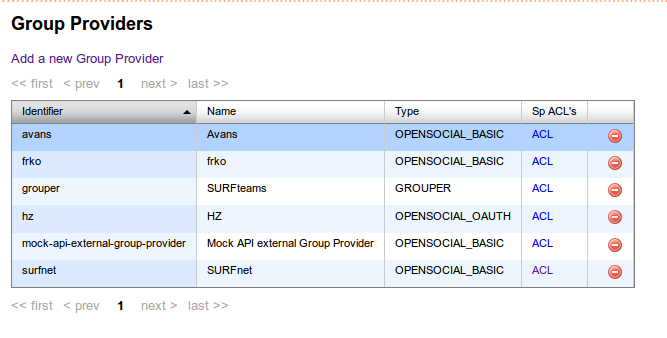 Group Providers
Add a new Group Provider
<< first < prev 1 next > last >>
Identifier Name Type Sp ACL's
avans Avans OPENSOCIAL_BASIC ACL
frko frko OPENSOCIAL_BASIC ACL
grouper SURFteams GROUPER ACL
hz HZ OPENSOCIAL_OAUTH ACL
mock-api-external-group-provider Mock API external Group Provider OPENSOCIAL_BASIC ACL
surfnet SURFnet OPENSOCIAL_BASIC ACL
<< first < prev 1 next > last >>